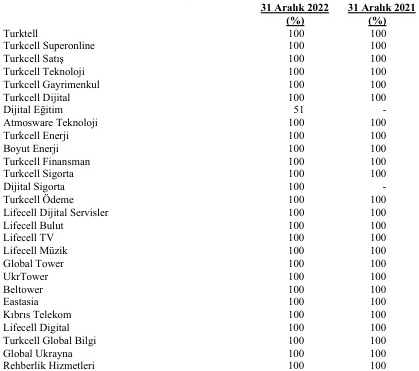 31 Aralık 2022 31 Aralık 2021
(%) (%)
Turktell 100 100
Turkcell Superonline 100 100
Turkcell Satış 100 100
Turkcell Teknoloji 100 100
Turkcell Gayrimenkul 100 100
Turkcell Dijital 100 100
Dijital Eğitim 51 -
Atmosware Teknoloji 100 100
Turkcell Enerji 100 100
Boyut Enerji 100 100
Turkcell Finansman 100 100
Turkcell Sigorta 100 100
Dijital Sigorta 100 -
Turkcell Ödeme 100 100
Lifecell Dijital Servisler 100 100
Lifecell Bulut 100 100
Lifecell TV 100 100
Lifecell Müzik 100 100
Global Tower 100 100
UkrTower 100 100
Beltower 100 100
Eastasia 100 100
Kıbrıs Telekom 100 100
Lifecell Digital 100 100
Turkcell Global Bilgi 100 100
Global Ukrayna 100 100
Rehberlik Hizmetleri 100 100